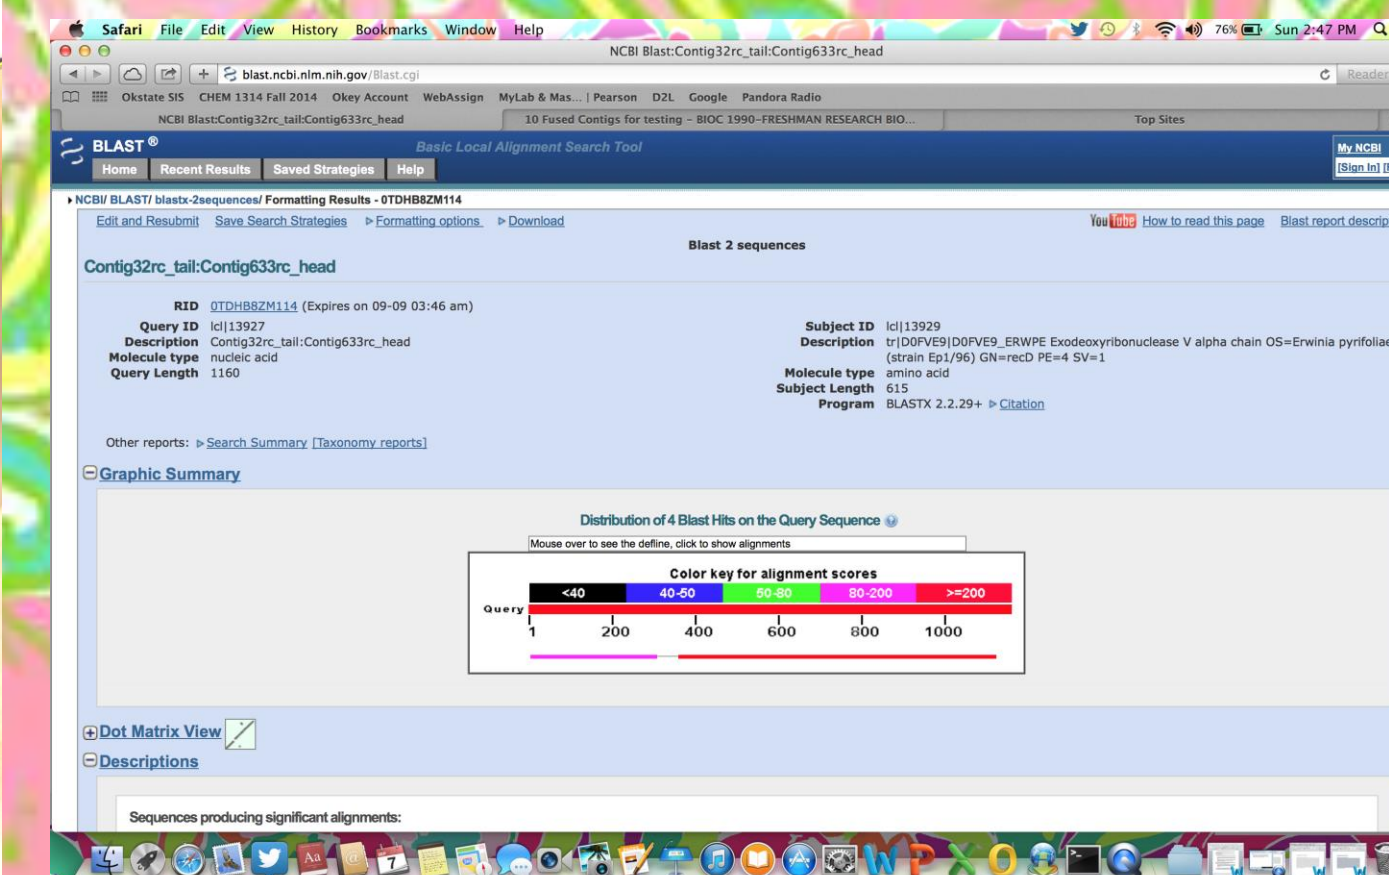 Safari File Edit View History Bookmarks Window Help 76% Sun 2:47 PM
NCBI Blast:Contig32rc_tail:Contig633rc_head
blast.ncbi.nlm.nih.gov/Blast.cgi Reader
Okstate SIS CHEM 1314 Fall 2014 Okey Account WebAssign MyLab & Mas... | Pearson D2L Google Pandora Radio
NCBI Blast:Contig32rc_tail:Contig633rc_head 10 Fused Contigs for testing – BIOC 1990–FRESHMAN RESEARCH BIO... Top Sites
BLAST ® Basic Local Alignment Search Tool My NCBI
Home Recent Results Saved Strategies Help [Sign In]
NCBI/ BLAST/ blastx-2sequences/ Formatting Results - 0TDHB8ZM114
Edit and Resubmit Save Search Strategies Formatting options Download YouTube How to read this page Blast report descrip
Blast 2 sequences
Contig32rc_tail:Contig633rc_head
RID 0TDHB8ZM114 (Expires on 09-09 03:46 am)
Query ID lcl|13927
Description Contig32rc_tail:Contig633rc_head
Molecule type nucleic acid
Query Length 1160
Subject ID lcl|13929
Description tr|D0FVE9|D0FVE9_ERWPE Exodeoxyribonuclease V alpha chain OS=Erwinia pyrifoliae
(strain Ep1/96) GN=recD PE=4 SV=1
Molecule type amino acid
Subject Length 615
Program BLASTX 2.2.29+ Citation
Other reports: Search Summary [Taxonomy reports]
Graphic Summary
Distribution of 4 Blast Hits on the Query Sequence
Mouse over to see the defline, click to show alignments
Color key for alignment scores
<40 40-50 50-80 80-200 >=200
Query
1 200 400 600 800 1000
Dot Matrix View
Descriptions
Sequences producing significant alignments:
Aa
7